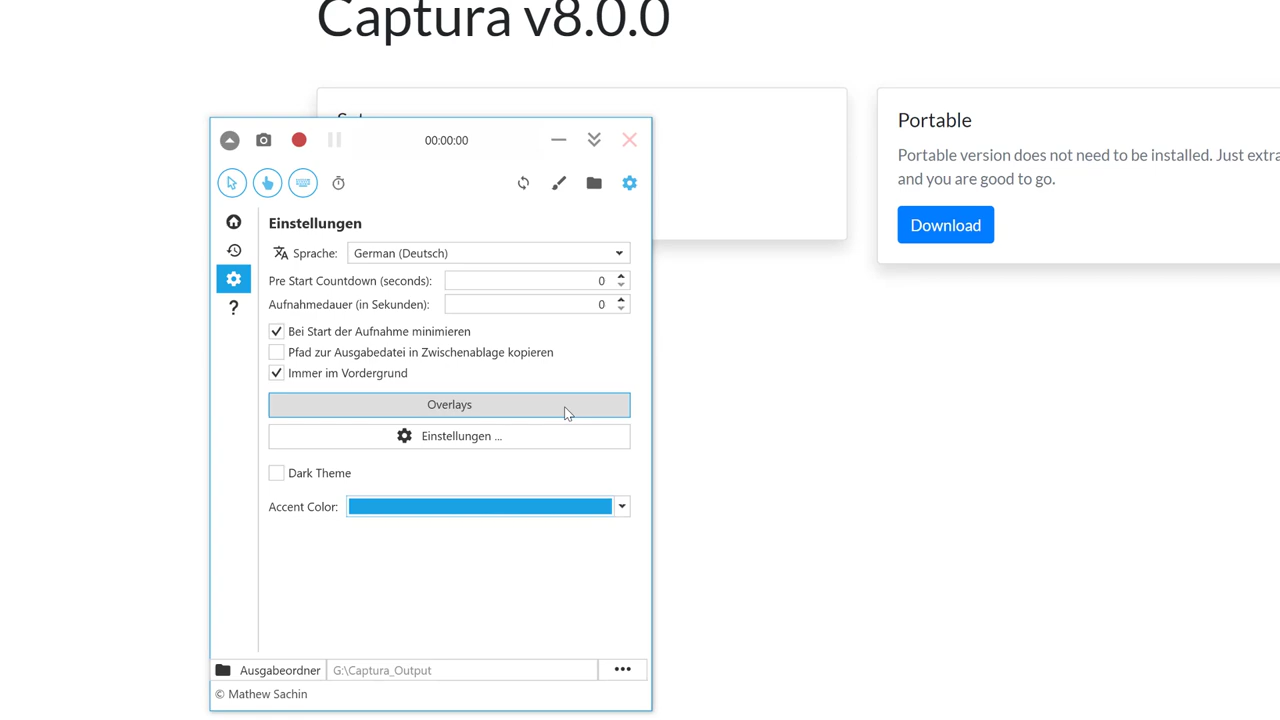 Captura v8.0.0
Portable
Portable version does not need to be installed. Just extra
and you are good to go.
Download
00:00:00
Einstellungen
Sprache: German (Deutsch)
Pre Start Countdown (seconds): 0
Aufnahmedauer (in Sekunden): 0
Bei Start der Aufnahme minimieren
Pfad zur Ausgabedatei in Zwischenablage kopieren
Immer im Vordergrund
Overlays
Einstellungen ...
Dark Theme
Accent Color:
Ausgabeordner G:\Captura_Output
© Mathew Sachin